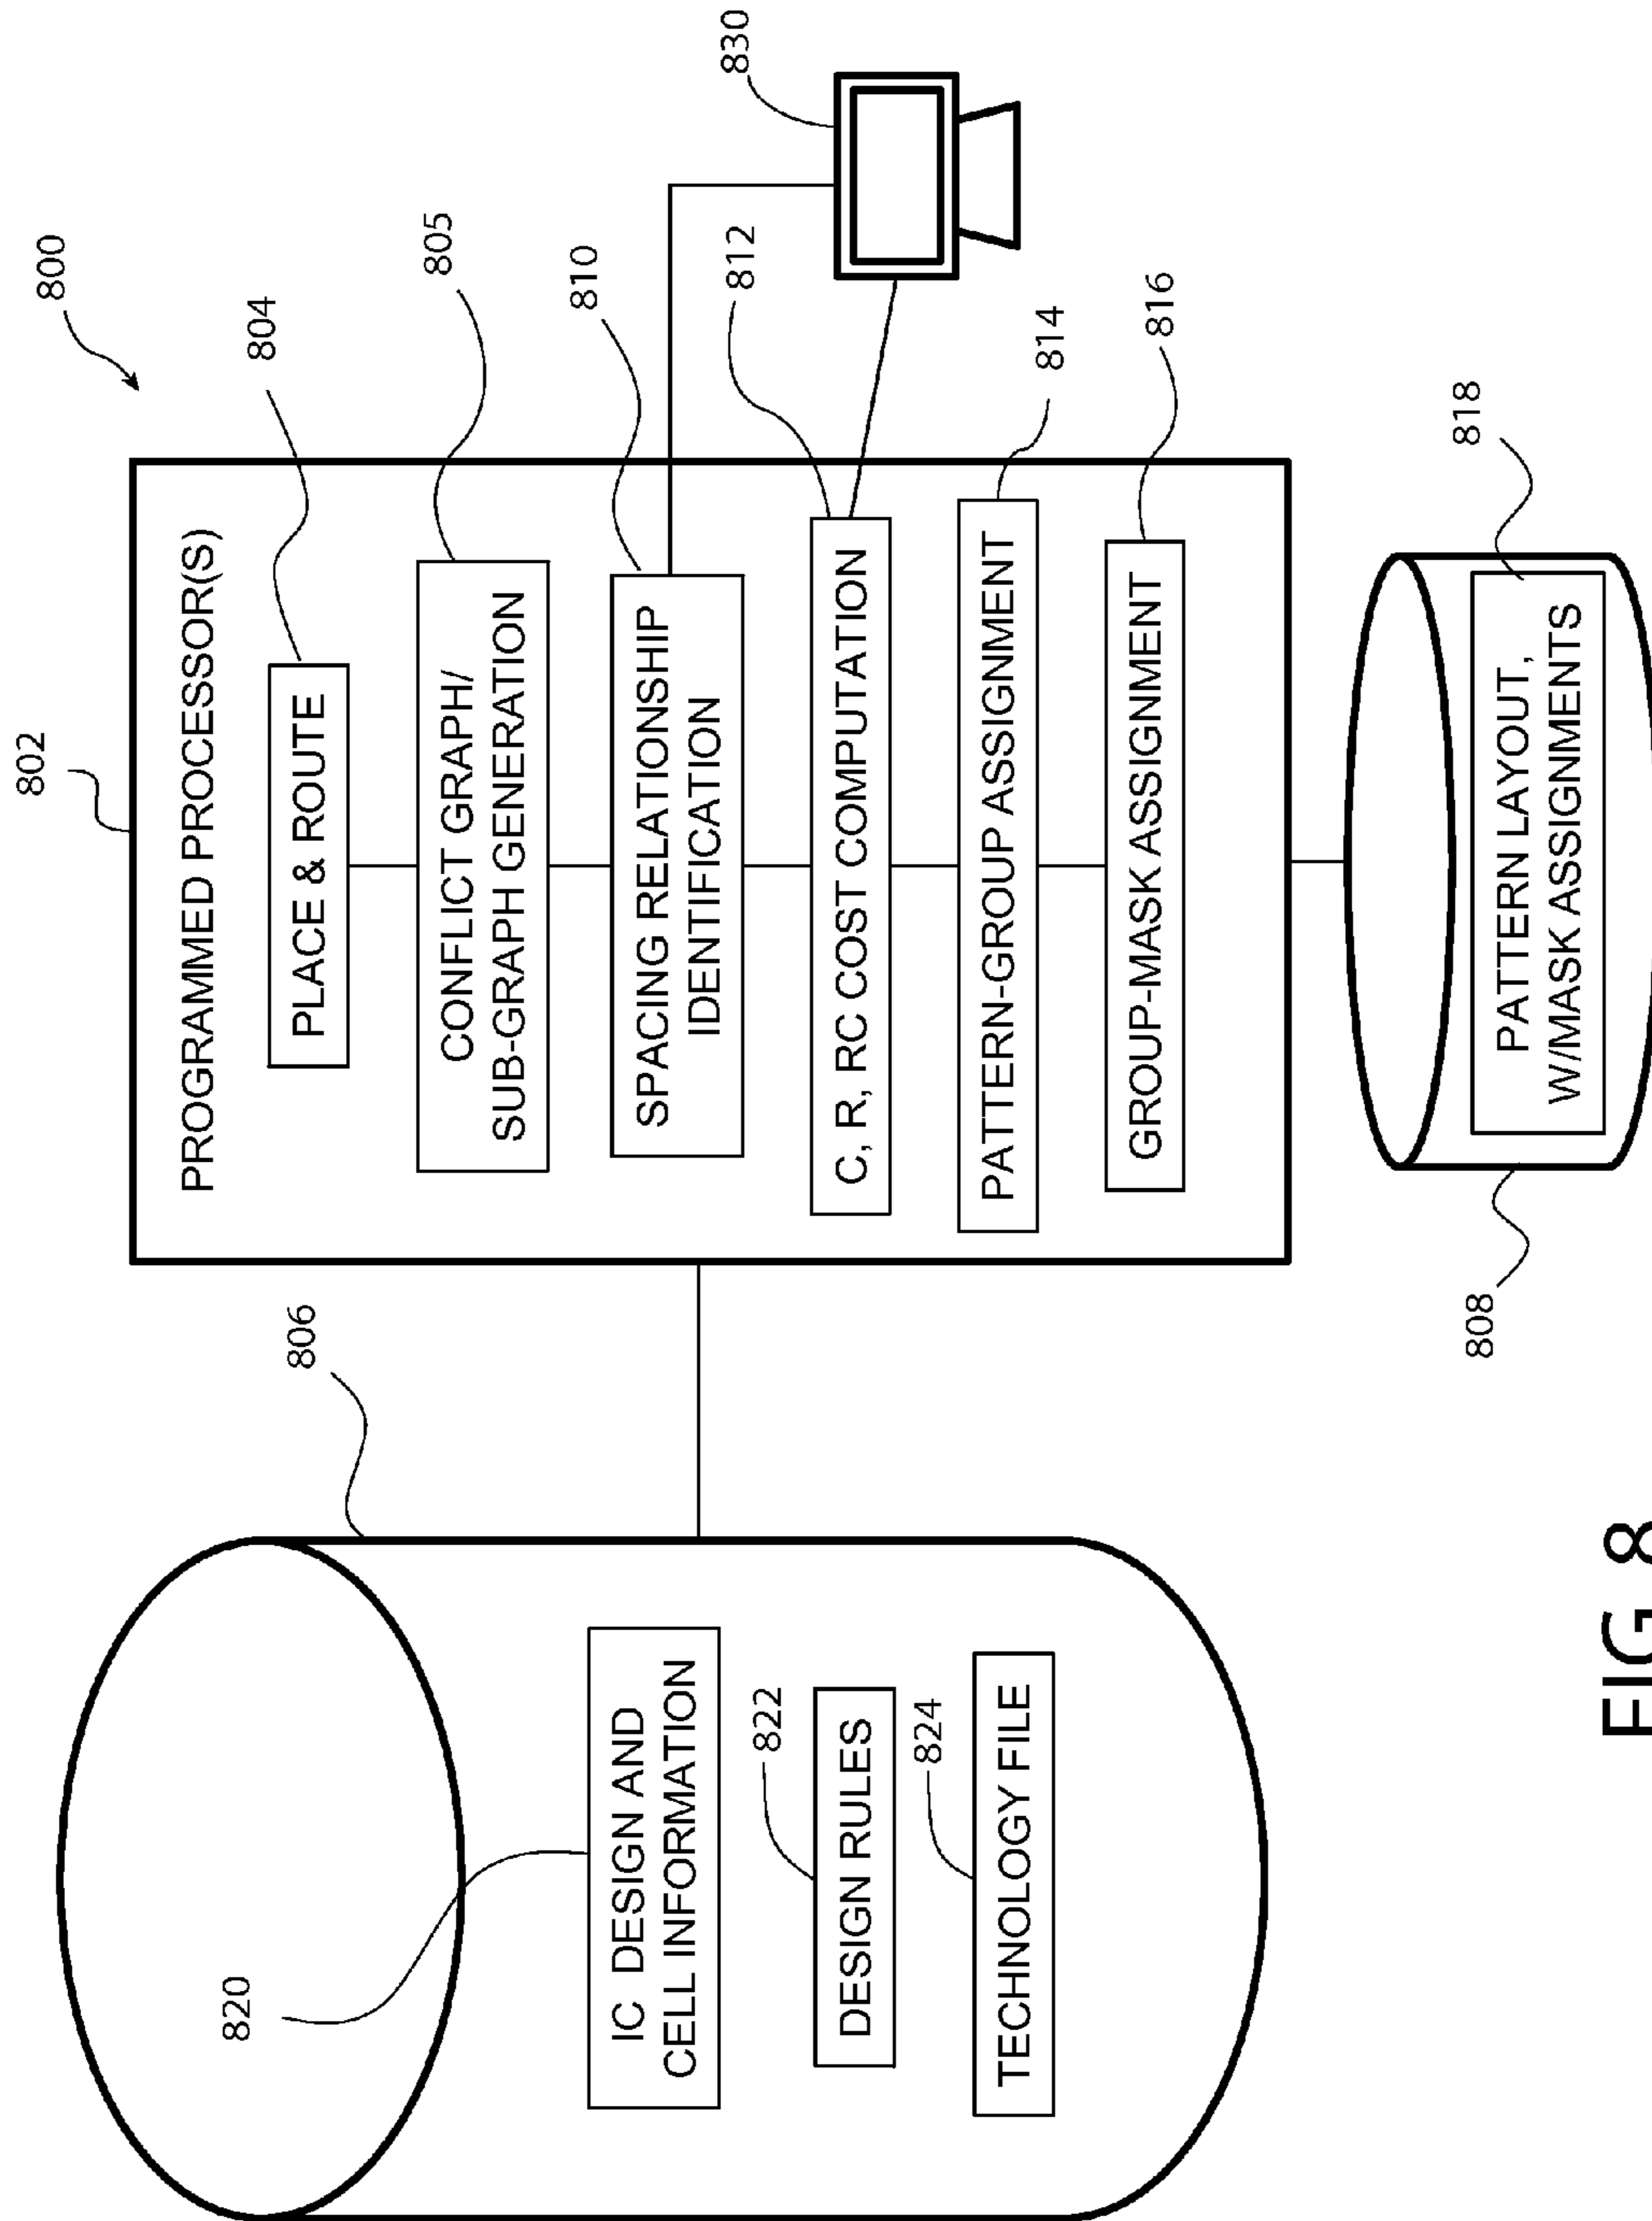 800
802
PROGRAMMED PROCESSOR(S)
804
PLACE & ROUTE
805
CONFLICT GRAPH/
SUB-GRAPH GENERATION
810
SPACING RELATIONSHIP
IDENTIFICATION
812
C, R, RC COST COMPUTATION
814
PATTERN-GROUP ASSIGNMENT
816
GROUP-MASK ASSIGNMENT
830
806
820
IC DESIGN AND
CELL INFORMATION
822
DESIGN RULES
824
TECHNOLOGY FILE
808
818
PATTERN LAYOUT,
W/MASK ASSIGNMENTS
FIG. 8